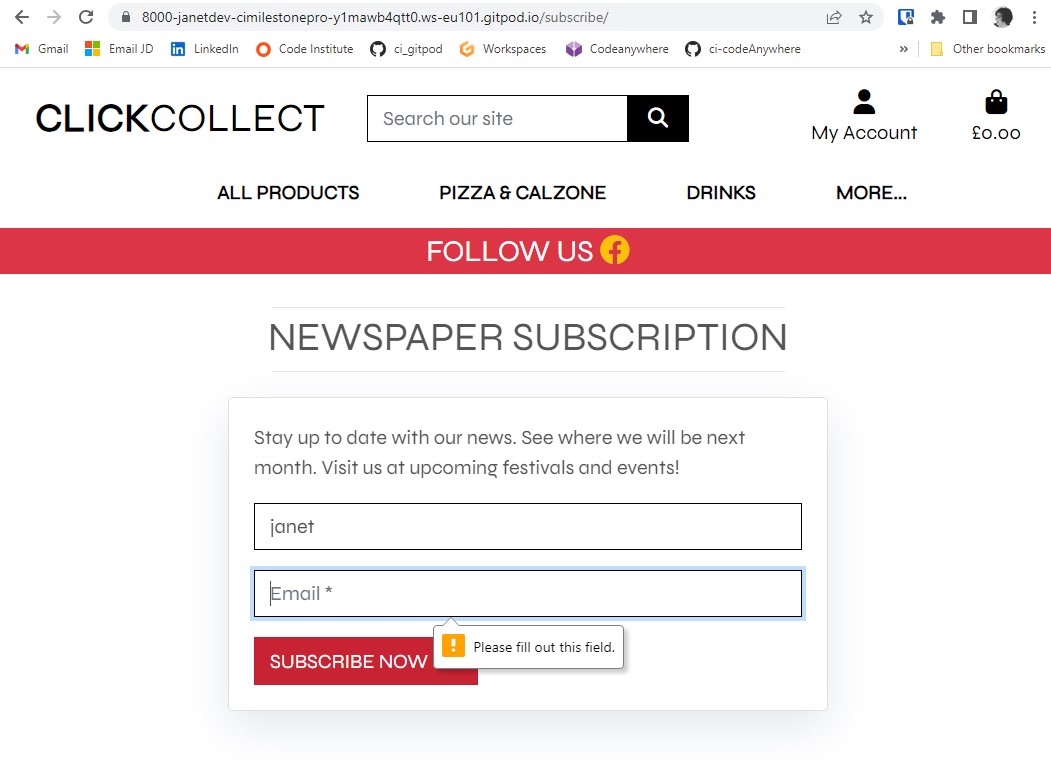 8000-janetdev-cimilestonepro-y1mawb4qtt0.ws-eu101.gitpod.io/subscribe/
Gmail Email JD LinkedIn Code Institute ci_gitpod Workspaces Codeanywhere ci-codeAnywhere » Other bookmarks
CLICKCOLLECT Search our site My Account £0.00
ALL PRODUCTS PIZZA & CALZONE DRINKS MORE...
FOLLOW US
NEWSPAPER SUBSCRIPTION
Stay up to date with our news. See where we will be next
month. Visit us at upcoming festivals and events!
janet
Email *
Please fill out this field.
SUBSCRIBE NOW